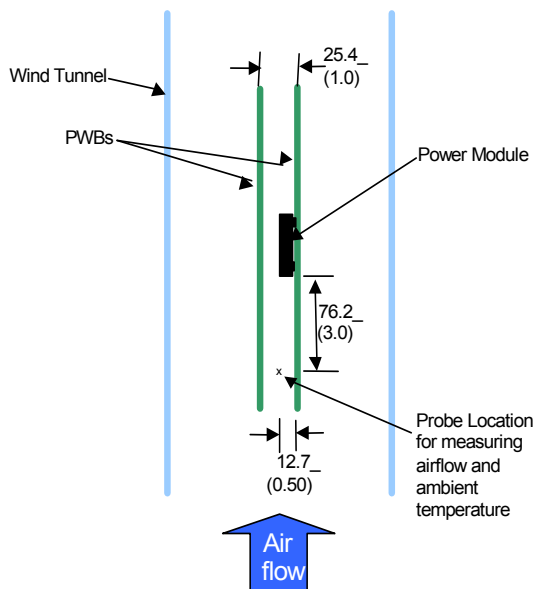 25.4_
(1.0)
Wind Tunnel
PWBs
Power Module
76.2_
(3.0)
x
Probe Location
for measuring
airflow and
ambient
temperature
12.7_
(0.50)
Air
flow